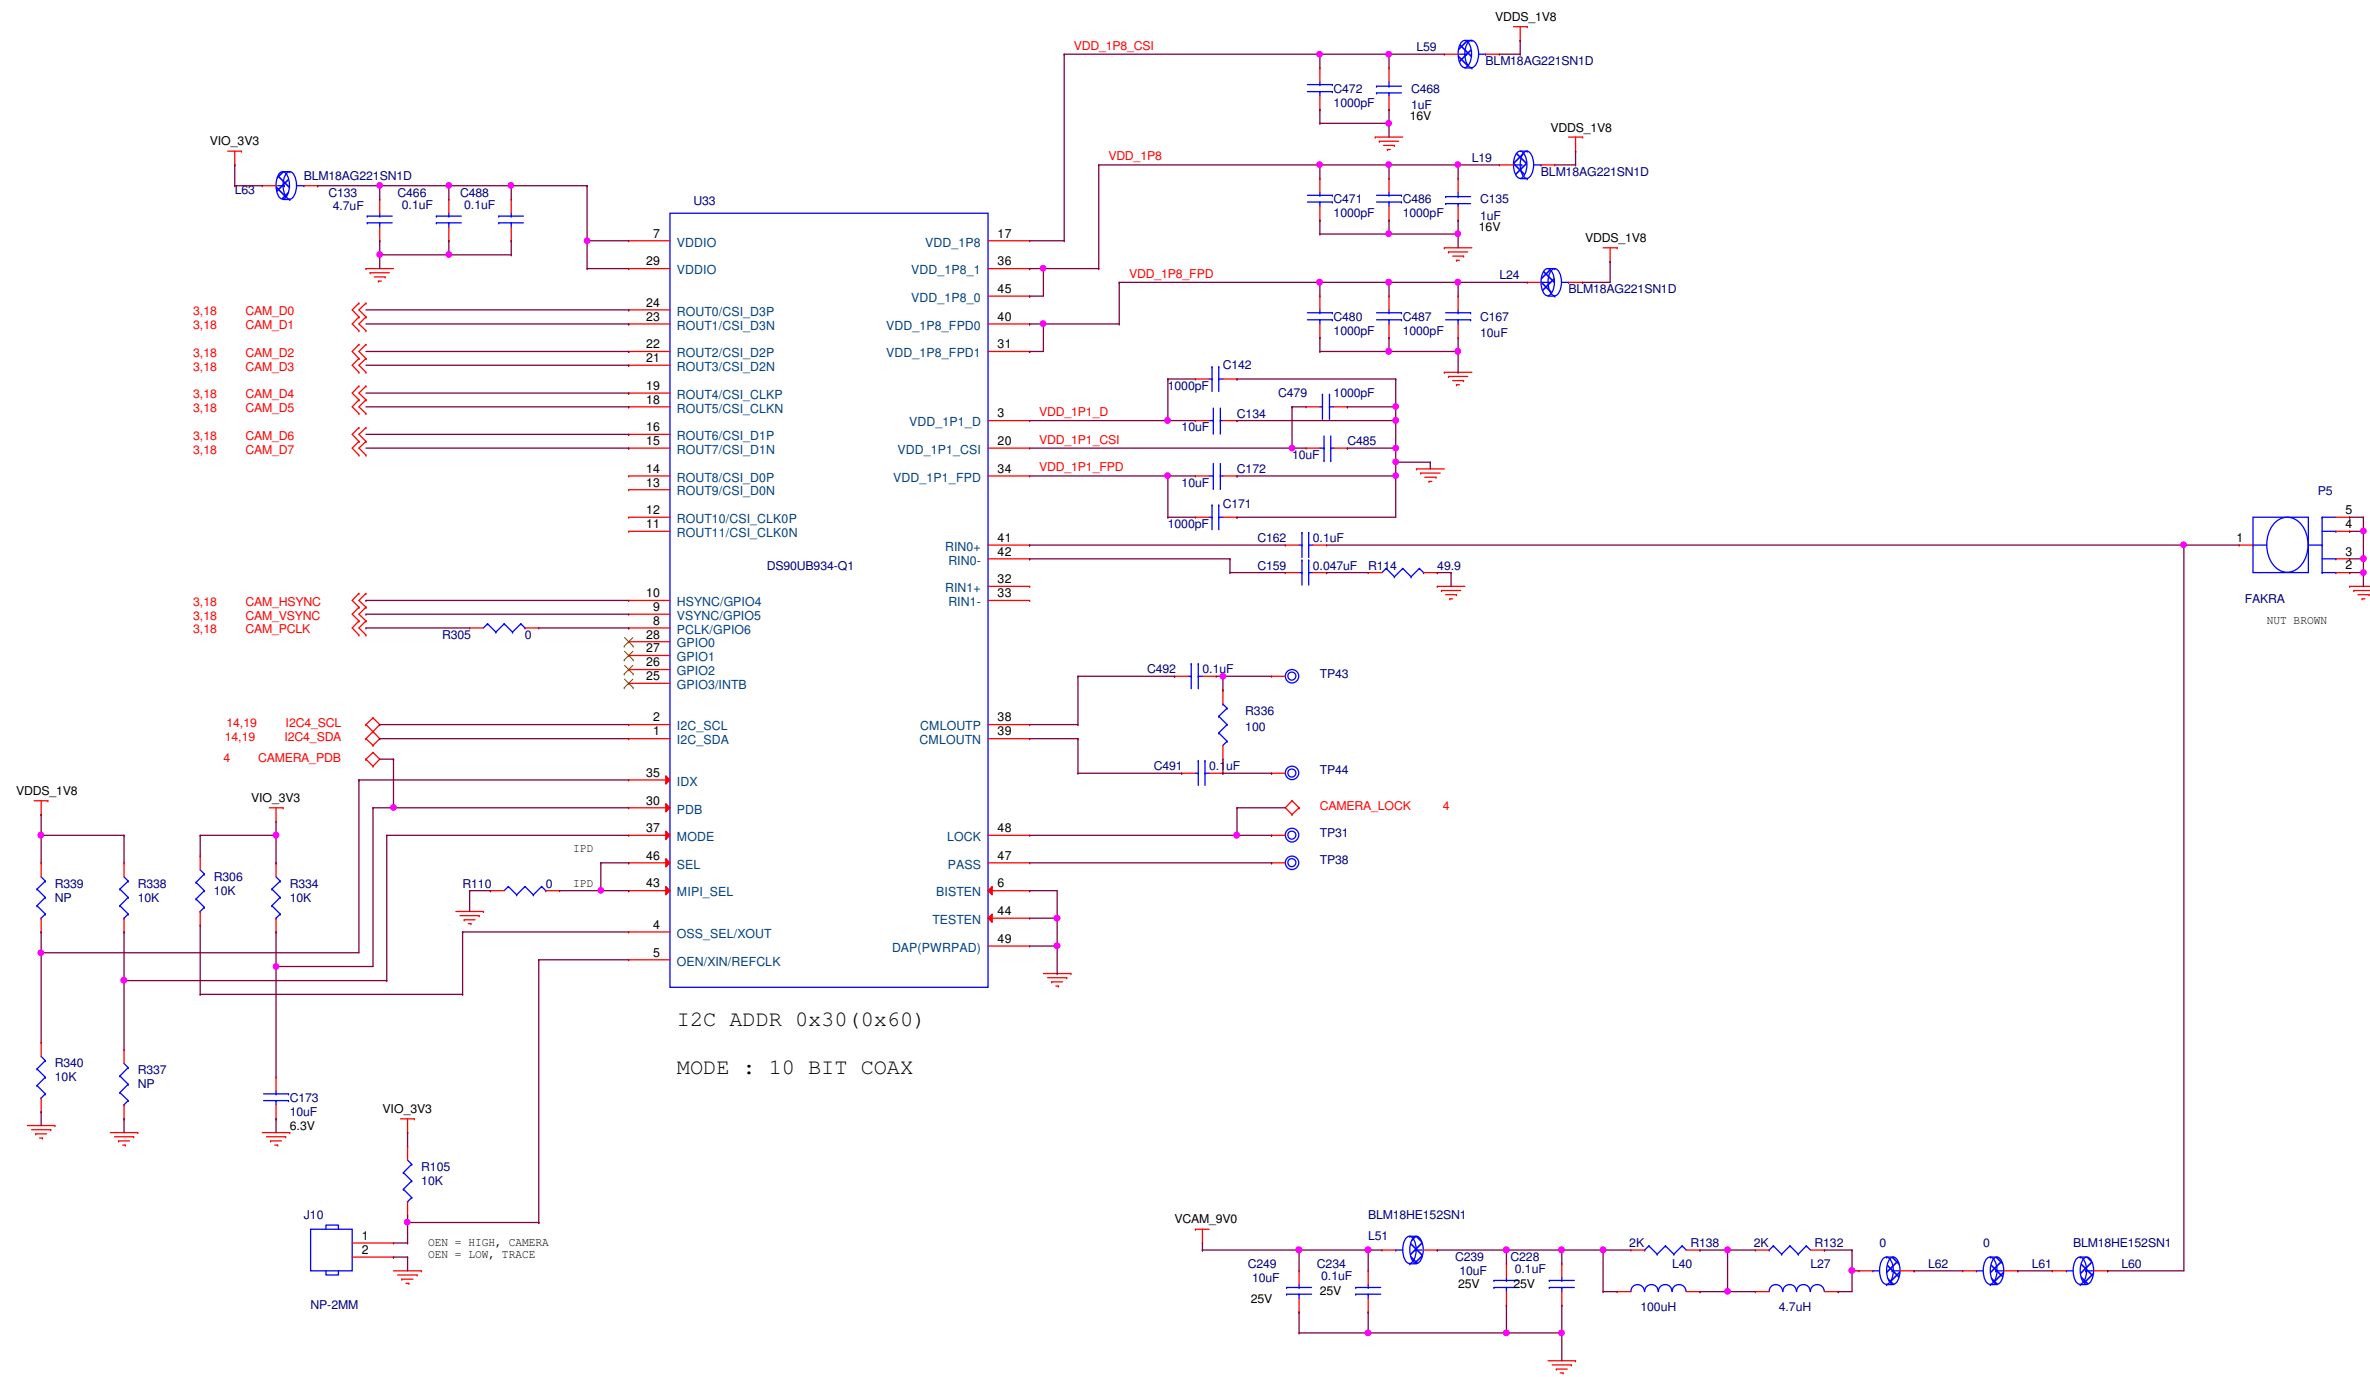 VDDS_1V8
VDD_1P8_CSI
L59
BLM18AG221SN1D
C472
1000pF
C468
1uF
16V
VDDS_1V8
VDD_1P8
L19
BLM18AG221SN1D
C471
1000pF
C486
1000pF
C135
1uF
16V
VDDS_1V8
VDD_1P8_FPD
L24
BLM18AG221SN1D
C480
1000pF
C487
1000pF
C167
10uF
VIO_3V3
L63
BLM18AG221SN1D
C133
4.7uF
C466
0.1uF
C488
0.1uF
U33
7 VDDIO
29 VDDIO
3,18 CAM_D0 24 ROUT0/CSI_D3P
3,18 CAM_D1 23 ROUT1/CSI_D3N
3,18 CAM_D2 22 ROUT2/CSI_D2P
3,18 CAM_D3 21 ROUT3/CSI_D2N
3,18 CAM_D4 19 ROUT4/CSI_CLKP
3,18 CAM_D5 18 ROUT5/CSI_CLKN
3,18 CAM_D6 16 ROUT6/CSI_D1P
3,18 CAM_D7 15 ROUT7/CSI_D1N
14 ROUT8/CSI_D0P
13 ROUT9/CSI_D0N
12 ROUT10/CSI_CLK0P
11 ROUT11/CSI_CLK0N
DS90UB934-Q1
3,18 CAM_HSYNC 10 HSYNC/GPIO4
3,18 CAM_VSYNC 9 VSYNC/GPIO5
3,18 CAM_PCLK R305 0 8 PCLK/GPIO6
28 GPIO0
27 GPIO1
26 GPIO2
25 GPIO3/INTB
14,19 I2C4_SCL 2 I2C_SCL
14,19 I2C4_SDA 1 I2C_SDA
4 CAMERA_PDB
35 IDX
30 PDB
37 MODE
IPD 46 SEL
R110 0 IPD 43 MIPI_SEL
4 OSS_SEL/XOUT
5 OEN/XIN/REFCLK
VDD_1P8 17
VDD_1P8_1 36
VDD_1P8_0 45
VDD_1P8_FPD0 40
VDD_1P8_FPD1 31
VDD_1P1_D 3 VDD_1P1_D
VDD_1P1_CSI 20 VDD_1P1_CSI
VDD_1P1_FPD 34 VDD_1P1_FPD
C142
1000pF
C134
10uF
C479 1000pF
C485
10uF
C172
10uF
C171
1000pF
RIN0+ 41 C162 0.1uF
RIN0- 42 C159 0.047uF R114 49.9
RIN1+ 32
RIN1- 33
P5
5
4
1
3
2
FAKRA
NUT BROWN
C492 0.1uF TP43
R336
100
CMLOUTP 38
CMLOUTN 39
C491 0.1uF TP44
CAMERA_LOCK 4
LOCK 48 TP31
PASS 47 TP38
BISTEN 6
TESTEN 44
DAP(PWRPAD) 49
VDDS_1V8
VIO_3V3
R339
NP
R338
10K
R306
10K
R334
10K
R340
10K
R337
NP
C173
10uF
6.3V
I2C ADDR 0x30(0x60)
MODE : 10 BIT COAX
VIO_3V3
R105
10K
J10
1
2
OEN = HIGH, CAMERA
OEN = LOW, TRACE
NP-2MM
VCAM_9V0
BLM18HE152SN1
L51
C249
10uF
25V
C234
0.1uF
25V
C239
10uF
25V
C228
0.1uF
25V
2K R138
L40
100uH
2K R132
L27
4.7uH
0
L62
0
L61
BLM18HE152SN1
L60